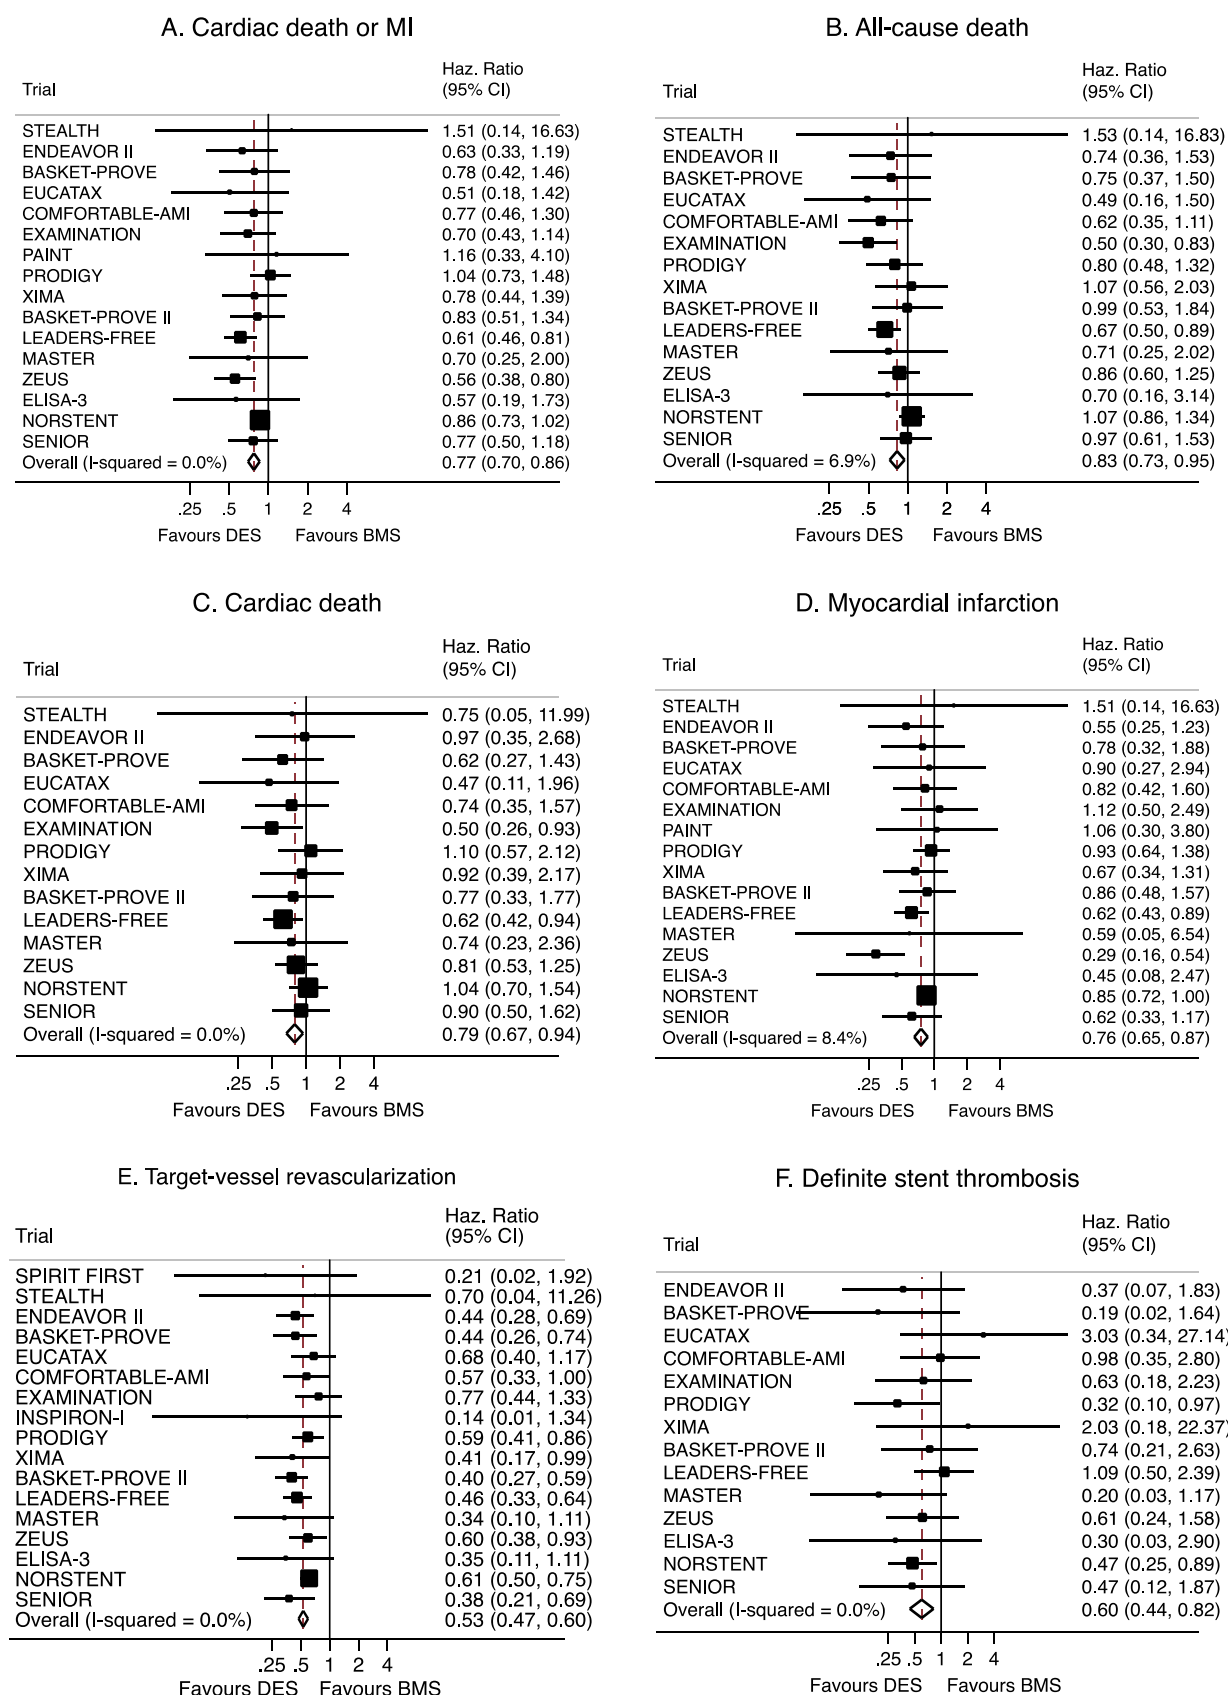 A. Cardiac death or MI
Haz. Ratio
Trial (95% CI)
STEALTH 1.51 (0.14, 16.63)
ENDEAVOR II 0.63 (0.33, 1.19)
BASKET-PROVE 0.78 (0.42, 1.46)
EUCATAX 0.51 (0.18, 1.42)
COMFORTABLE-AMI 0.77 (0.46, 1.30)
EXAMINATION 0.70 (0.43, 1.14)
PAINT 1.16 (0.33, 4.10)
PRODIGY 1.04 (0.73, 1.48)
XIMA 0.78 (0.44, 1.39)
BASKET-PROVE II 0.83 (0.51, 1.34)
LEADERS-FREE 0.61 (0.46, 0.81)
MASTER 0.70 (0.25, 2.00)
ZEUS 0.56 (0.38, 0.80)
ELISA-3 0.57 (0.19, 1.73)
NORSTENT 0.86 (0.73, 1.02)
SENIOR 0.77 (0.50, 1.18)
Overall (I-squared = 0.0%) 0.77 (0.70, 0.86)
.25 .5 1 2 4
Favours DES Favours BMS
B. All-cause death
Haz. Ratio
Trial (95% CI)
STEALTH 1.53 (0.14, 16.83)
ENDEAVOR II 0.74 (0.36, 1.53)
BASKET-PROVE 0.75 (0.37, 1.50)
EUCATAX 0.49 (0.16, 1.50)
COMFORTABLE-AMI 0.62 (0.35, 1.11)
EXAMINATION 0.50 (0.30, 0.83)
PRODIGY 0.80 (0.48, 1.32)
XIMA 1.07 (0.56, 2.03)
BASKET-PROVE II 0.99 (0.53, 1.84)
LEADERS-FREE 0.67 (0.50, 0.89)
MASTER 0.71 (0.25, 2.02)
ZEUS 0.86 (0.60, 1.25)
ELISA-3 0.70 (0.16, 3.14)
NORSTENT 1.07 (0.86, 1.34)
SENIOR 0.97 (0.61, 1.53)
Overall (I-squared = 6.9%) 0.83 (0.73, 0.95)
.25 .5 1 2 4
Favours DES Favours BMS
C. Cardiac death
Haz. Ratio
Trial (95% CI)
STEALTH 0.75 (0.05, 11.99)
ENDEAVOR II 0.97 (0.35, 2.68)
BASKET-PROVE 0.62 (0.27, 1.43)
EUCATAX 0.47 (0.11, 1.96)
COMFORTABLE-AMI 0.74 (0.35, 1.57)
EXAMINATION 0.50 (0.26, 0.93)
PRODIGY 1.10 (0.57, 2.12)
XIMA 0.92 (0.39, 2.17)
BASKET-PROVE II 0.77 (0.33, 1.77)
LEADERS-FREE 0.62 (0.42, 0.94)
MASTER 0.74 (0.23, 2.36)
ZEUS 0.81 (0.53, 1.25)
NORSTENT 1.04 (0.70, 1.54)
SENIOR 0.90 (0.50, 1.62)
Overall (I-squared = 0.0%) 0.79 (0.67, 0.94)
.25 .5 1 2 4
Favours DES Favours BMS
D. Myocardial infarction
Haz. Ratio
Trial (95% CI)
STEALTH 1.51 (0.14, 16.63)
ENDEAVOR II 0.55 (0.25, 1.23)
BASKET-PROVE 0.78 (0.32, 1.88)
EUCATAX 0.90 (0.27, 2.94)
COMFORTABLE-AMI 0.82 (0.42, 1.60)
EXAMINATION 1.12 (0.50, 2.49)
PAINT 1.06 (0.30, 3.80)
PRODIGY 0.93 (0.64, 1.38)
XIMA 0.67 (0.34, 1.31)
BASKET-PROVE II 0.86 (0.48, 1.57)
LEADERS-FREE 0.62 (0.43, 0.89)
MASTER 0.59 (0.05, 6.54)
ZEUS 0.29 (0.16, 0.54)
ELISA-3 0.45 (0.08, 2.47)
NORSTENT 0.85 (0.72, 1.00)
SENIOR 0.62 (0.33, 1.17)
Overall (I-squared = 8.4%) 0.76 (0.65, 0.87)
.25 .5 1 2 4
Favours DES Favours BMS
E. Target-vessel revascularization
Haz. Ratio
Trial (95% CI)
SPIRIT FIRST 0.21 (0.02, 1.92)
STEALTH 0.70 (0.04, 11.26)
ENDEAVOR II 0.44 (0.28, 0.69)
BASKET-PROVE 0.44 (0.26, 0.74)
EUCATAX 0.68 (0.40, 1.17)
COMFORTABLE-AMI 0.57 (0.33, 1.00)
EXAMINATION 0.77 (0.44, 1.33)
INSPIRON-I 0.14 (0.01, 1.34)
PRODIGY 0.59 (0.41, 0.86)
XIMA 0.41 (0.17, 0.99)
BASKET-PROVE II 0.40 (0.27, 0.59)
LEADERS-FREE 0.46 (0.33, 0.64)
MASTER 0.34 (0.10, 1.11)
ZEUS 0.60 (0.38, 0.93)
ELISA-3 0.35 (0.11, 1.11)
NORSTENT 0.61 (0.50, 0.75)
SENIOR 0.38 (0.21, 0.69)
Overall (I-squared = 0.0%) 0.53 (0.47, 0.60)
.25 .5 1 2 4
Favours DES Favours BMS
F. Definite stent thrombosis
Haz. Ratio
Trial (95% CI)
ENDEAVOR II 0.37 (0.07, 1.83)
BASKET-PROVE 0.19 (0.02, 1.64)
EUCATAX 3.03 (0.34, 27.14)
COMFORTABLE-AMI 0.98 (0.35, 2.80)
EXAMINATION 0.63 (0.18, 2.23)
PRODIGY 0.32 (0.10, 0.97)
XIMA 2.03 (0.18, 22.37)
BASKET-PROVE II 0.74 (0.21, 2.63)
LEADERS-FREE 1.09 (0.50, 2.39)
MASTER 0.20 (0.03, 1.17)
ZEUS 0.61 (0.24, 1.58)
ELISA-3 0.30 (0.03, 2.90)
NORSTENT 0.47 (0.25, 0.89)
SENIOR 0.47 (0.12, 1.87)
Overall (I-squared = 0.0%) 0.60 (0.44, 0.82)
.25 .5 1 2 4
Favours DES Favours BMS